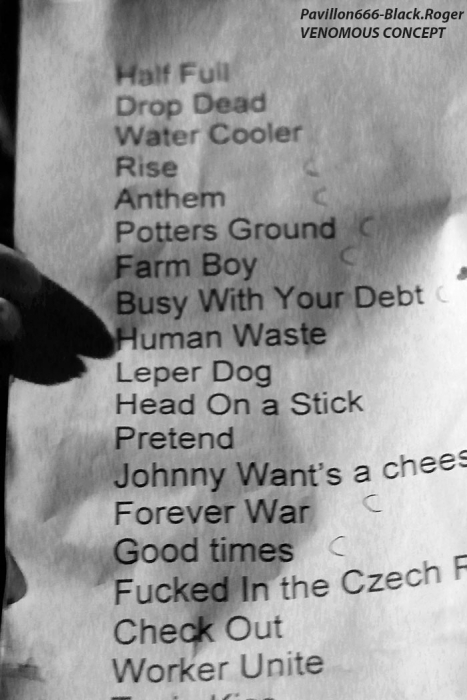 Pavillon666-Black.Roger
VENOMOUS CONCEPT
Half Full
Drop Dead
Water Cooler
Rise
Anthem
Potters Ground
Farm Boy
Busy With Your Debt
Human Waste
Leper Dog
Head On a Stick
Pretend
Johnny Want's a chees
Forever War
Good times
Fucked In the Czech R
Check Out
Worker Unite